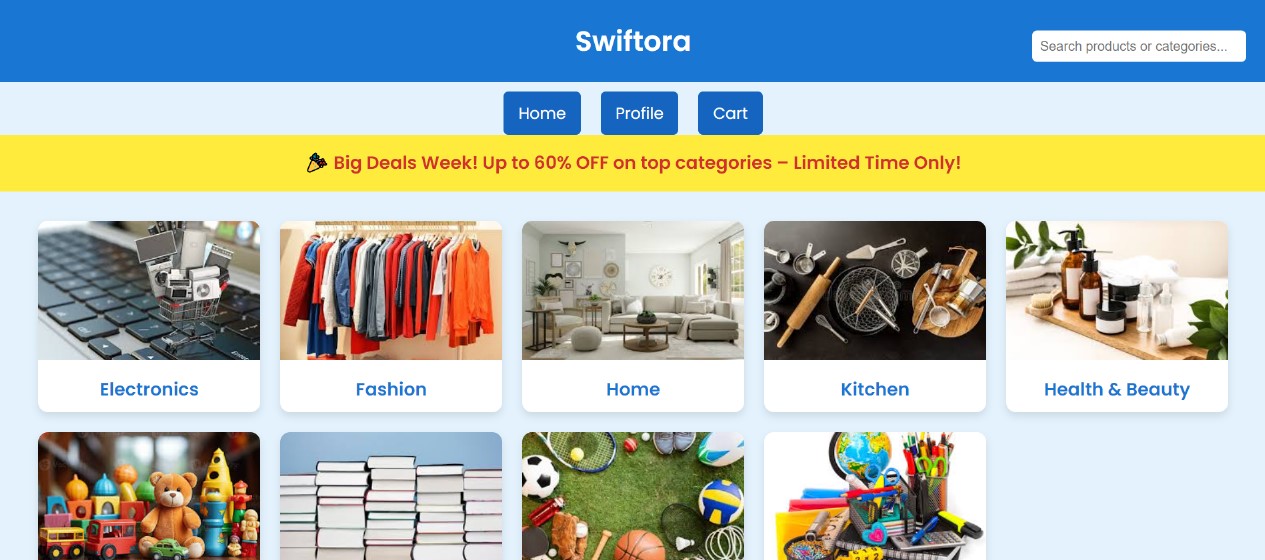 Swiftora
Search products or categories...
Home
Profile
Cart
🎉 Big Deals Week! Up to 60% OFF on top categories – Limited Time Only!
Electronics
Fashion
Home
Kitchen
Health & Beauty